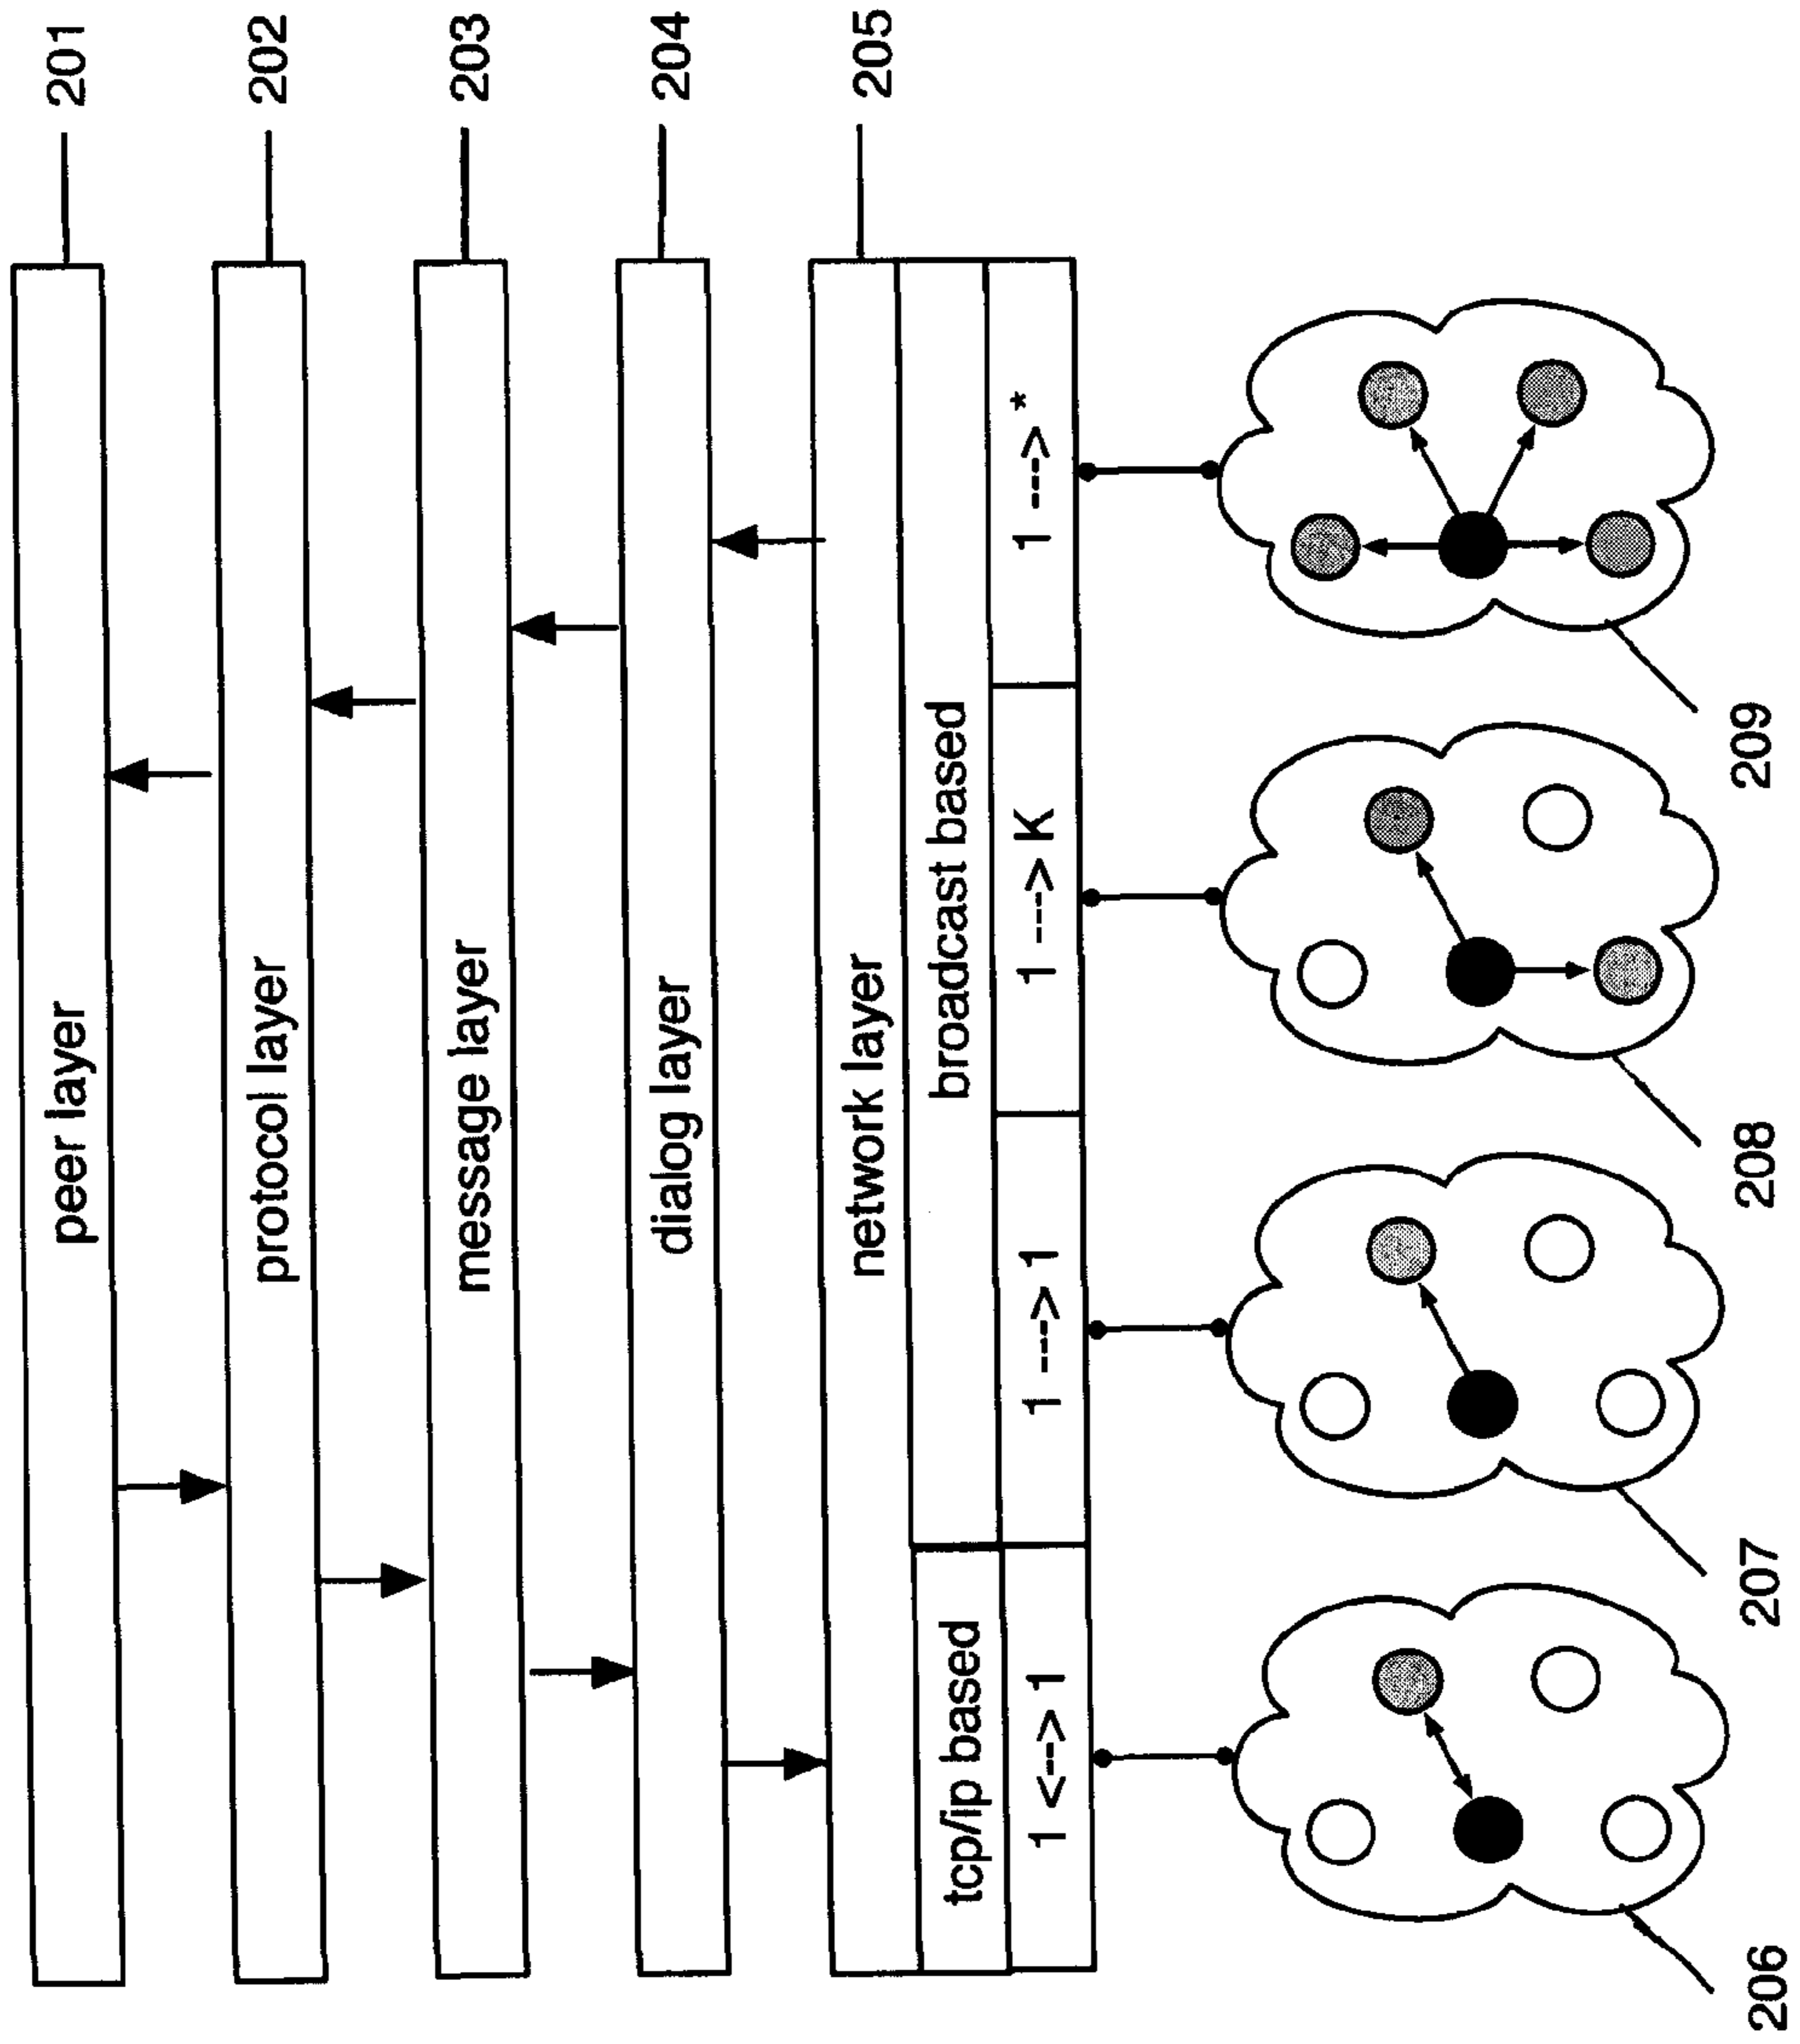 peer layer
201
protocol layer
202
message layer
203
dialog layer
204
network layer
205
tcp/ip based
broadcast based
1 <--> 1
1 ---> 1
1 ---> K
1 ---> *
206
207
208
209